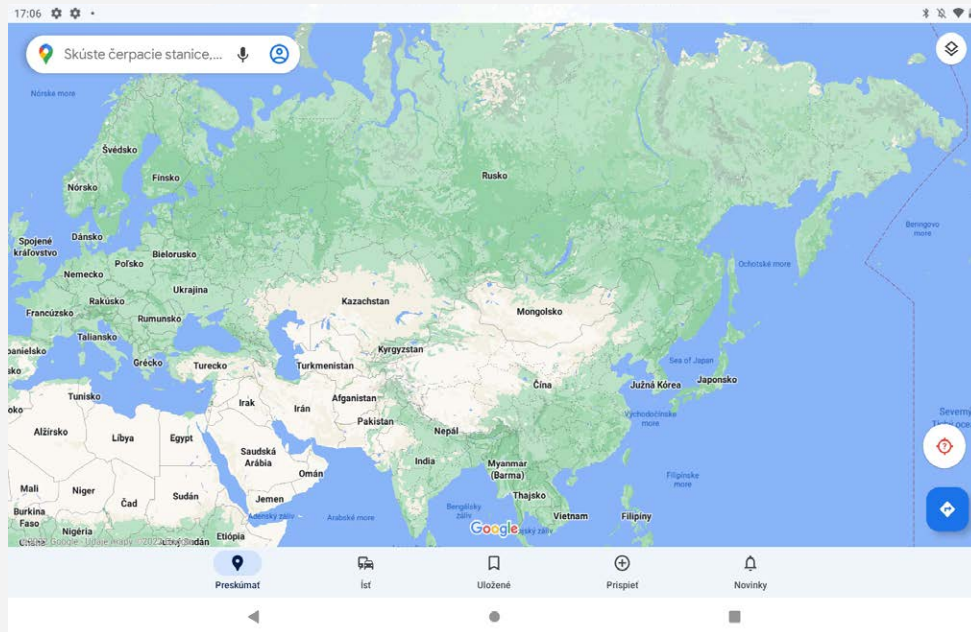 17:06
Skúste čerpacie stanice,...
Nórske more
Švédsko
Fínsko
Nórsko
Rusko
Beringovo
more
Spojené
kráľovstvo
Dánsko
Bielorusko
Poľsko
Nemecko
Ochotské more
Ukrajina
Rakúsko
Kazachstan
Francúzsko
Rumunsko
Mongolsko
Taliansko
Kyrgyzstan
Grécko
Turecko
Turkmenistan
Čína
Sea of Japan
Južná Kórea
Japonsko
Tunisko
Irak
Irán
Afganistan
Pakistan
Východočínske
more
Nepál
Alžírsko
Líbya
Egypt
Saudská
Arábia
India
Myanmar
(Barma)
Omán
Filipínske
more
Mali
Niger
Čad
Sudán
Jemen
Thajsko
Burkina
Faso
Adenský záliv
Arabské more
Bengálsky
záliv
Vietnam
Filipíny
Nigéria
Etiópia
Google
Preskúmať
Ísť
Uložené
Prispieť
Novinky